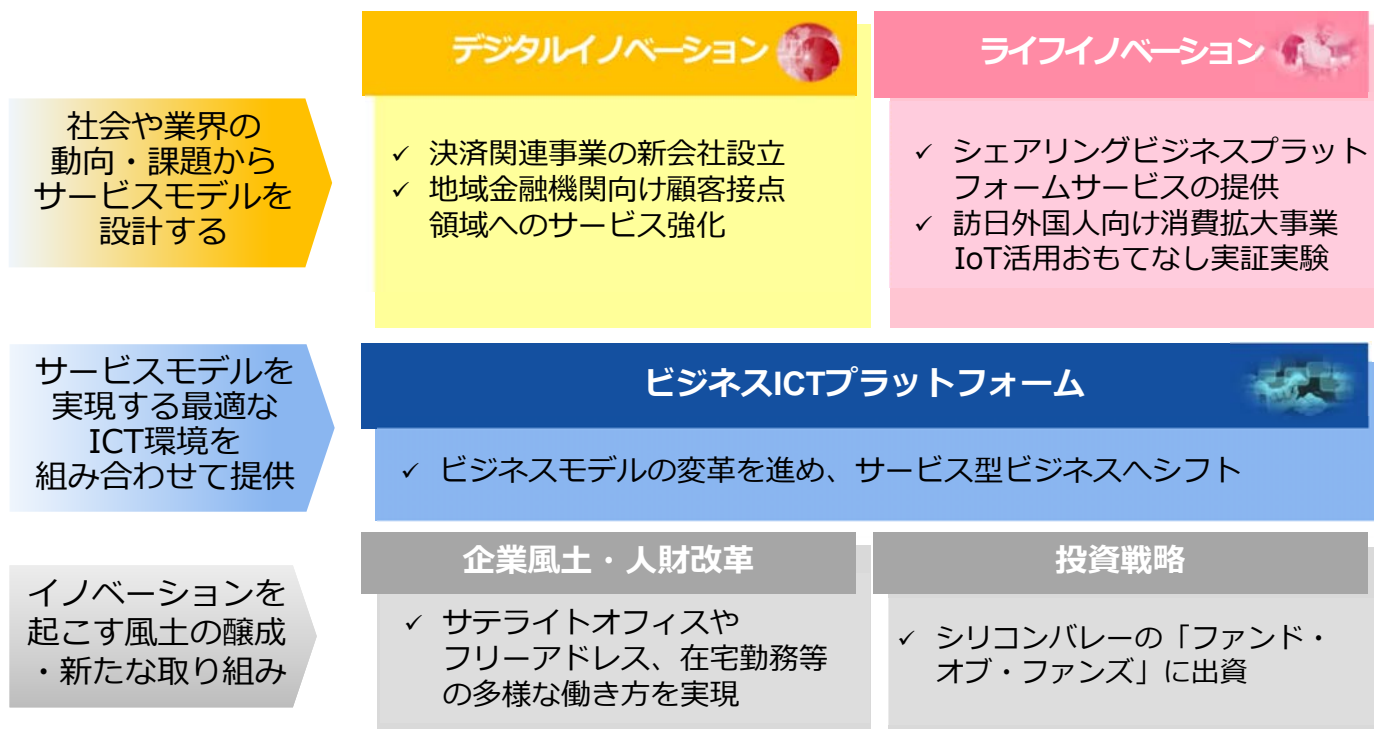 デジタルイノベーション
ライフイノベーション
社会や業界の
動向・課題から
サービスモデルを
設計する
✓ 決済関連事業の新会社設立
✓ 地域金融機関向け顧客接点
領域へのサービス強化
✓ シェアリングビジネスプラット
フォームサービスの提供
✓ 訪日外国人向け消費拡大事業
IoT活用おもてなし実証実験
サービスモデルを
実現する最適な
ICT環境を
組み合わせて提供
ビジネスICTプラットフォーム
✓ ビジネスモデルの変革を進め、サービス型ビジネスへシフト
イノベーションを
起こす風土の醸成
・新たな取り組み
企業風土・人財改革
✓ サテライトオフィスや
フリーアドレス、在宅勤務等
の多様な働き方を実現
投資戦略
✓ シリコンバレーの「ファンド・
オブ・ファンズ」に出資